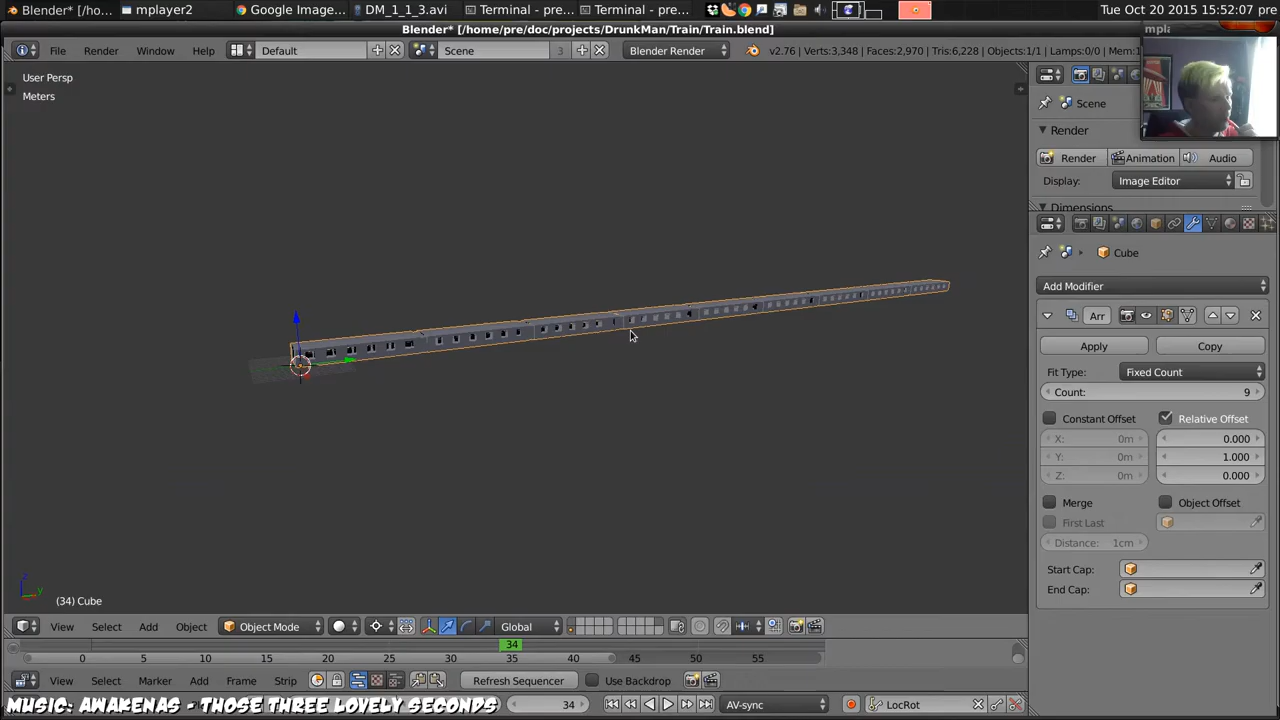 Blender* [/ho... mplayer2 Google Image... DM_1_1_3.avi Terminal - pre... Terminal - pre... Tue Oct 20 2015 15:52:07 pre
Blender* [/home/pre/doc/projects/DrunkMan/Train/Train.blend]
mpla
File Render Window Help Default Scene 3 Blender Render v2.76 | Verts:3,348 | Faces:2,970 | Tris:6,228 | Objects:1/1 | Lamps:0/0 | Mem:1
User Persp
Meters
Scene
Render
Render Animation Audio
Display: Image Editor
Dimensions
Cube
Add Modifier
Arr
Apply Copy
Fit Type: Fixed Count
Count: 9
Constant Offset Relative Offset
X: 0m 0.000
Y: 0m 1.000
Z: 0m 0.000
Merge Object Offset
First Last
Distance: 1cm
Start Cap:
End Cap:
z
y
(34) Cube
View Select Add Object Object Mode Global
34
0 5 10 15 20 25 30 35 40 45 50 55
View Select Marker Add Frame Strip Refresh Sequencer Use Backdrop
MUSIC: AWAKENAS - THOSE THREE LOVELY SECONDS 34 AV-sync LocRot